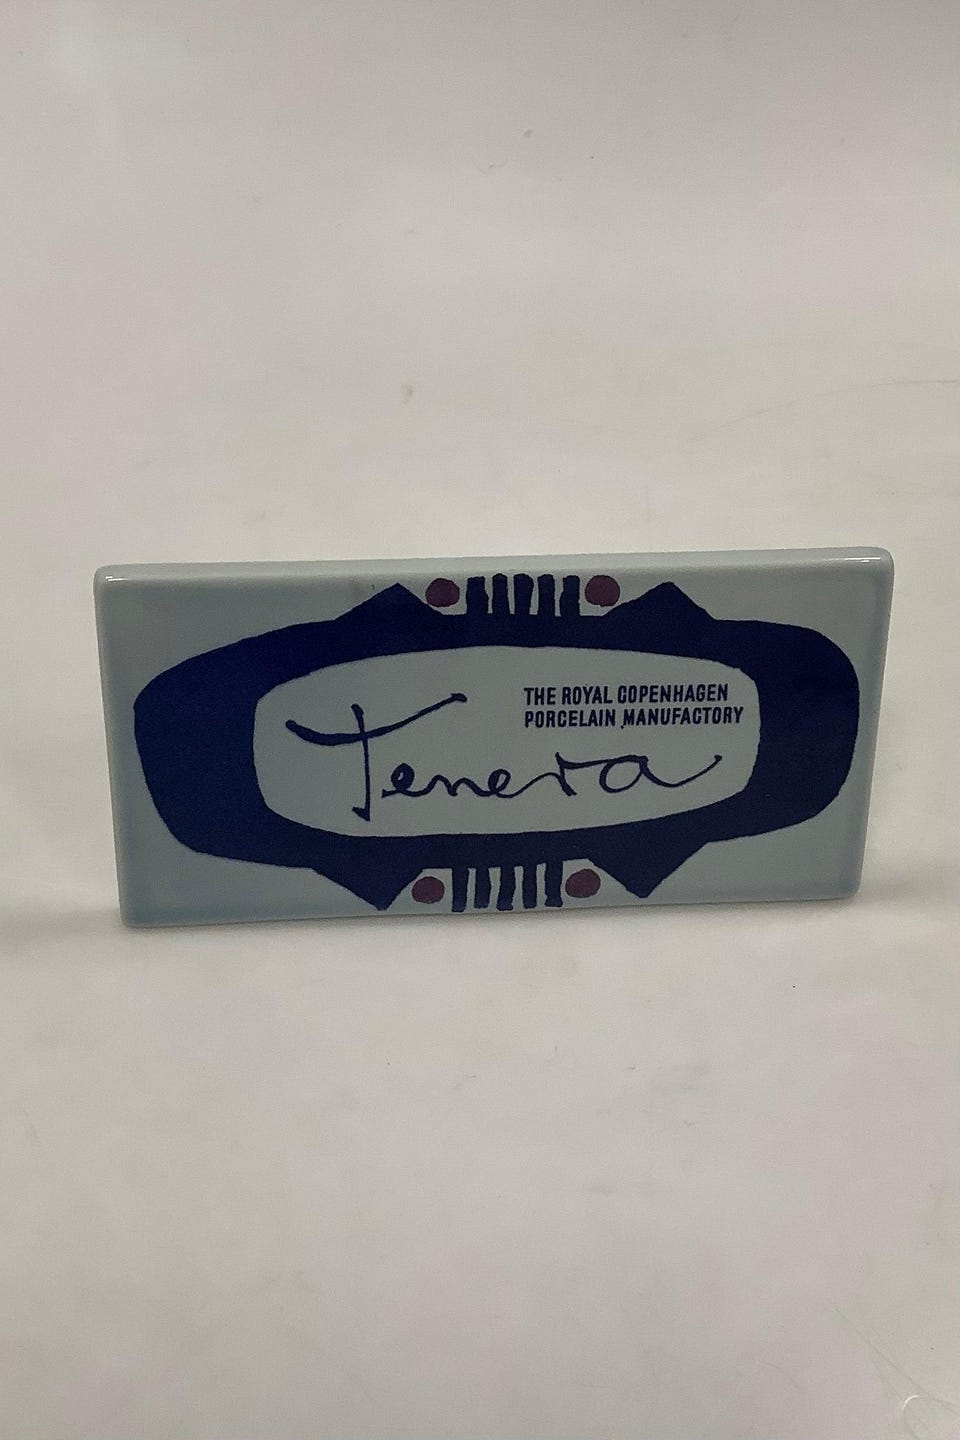 THE ROYAL COPENHAGEN
PORCELAIN MANUFACTORY
Tenera